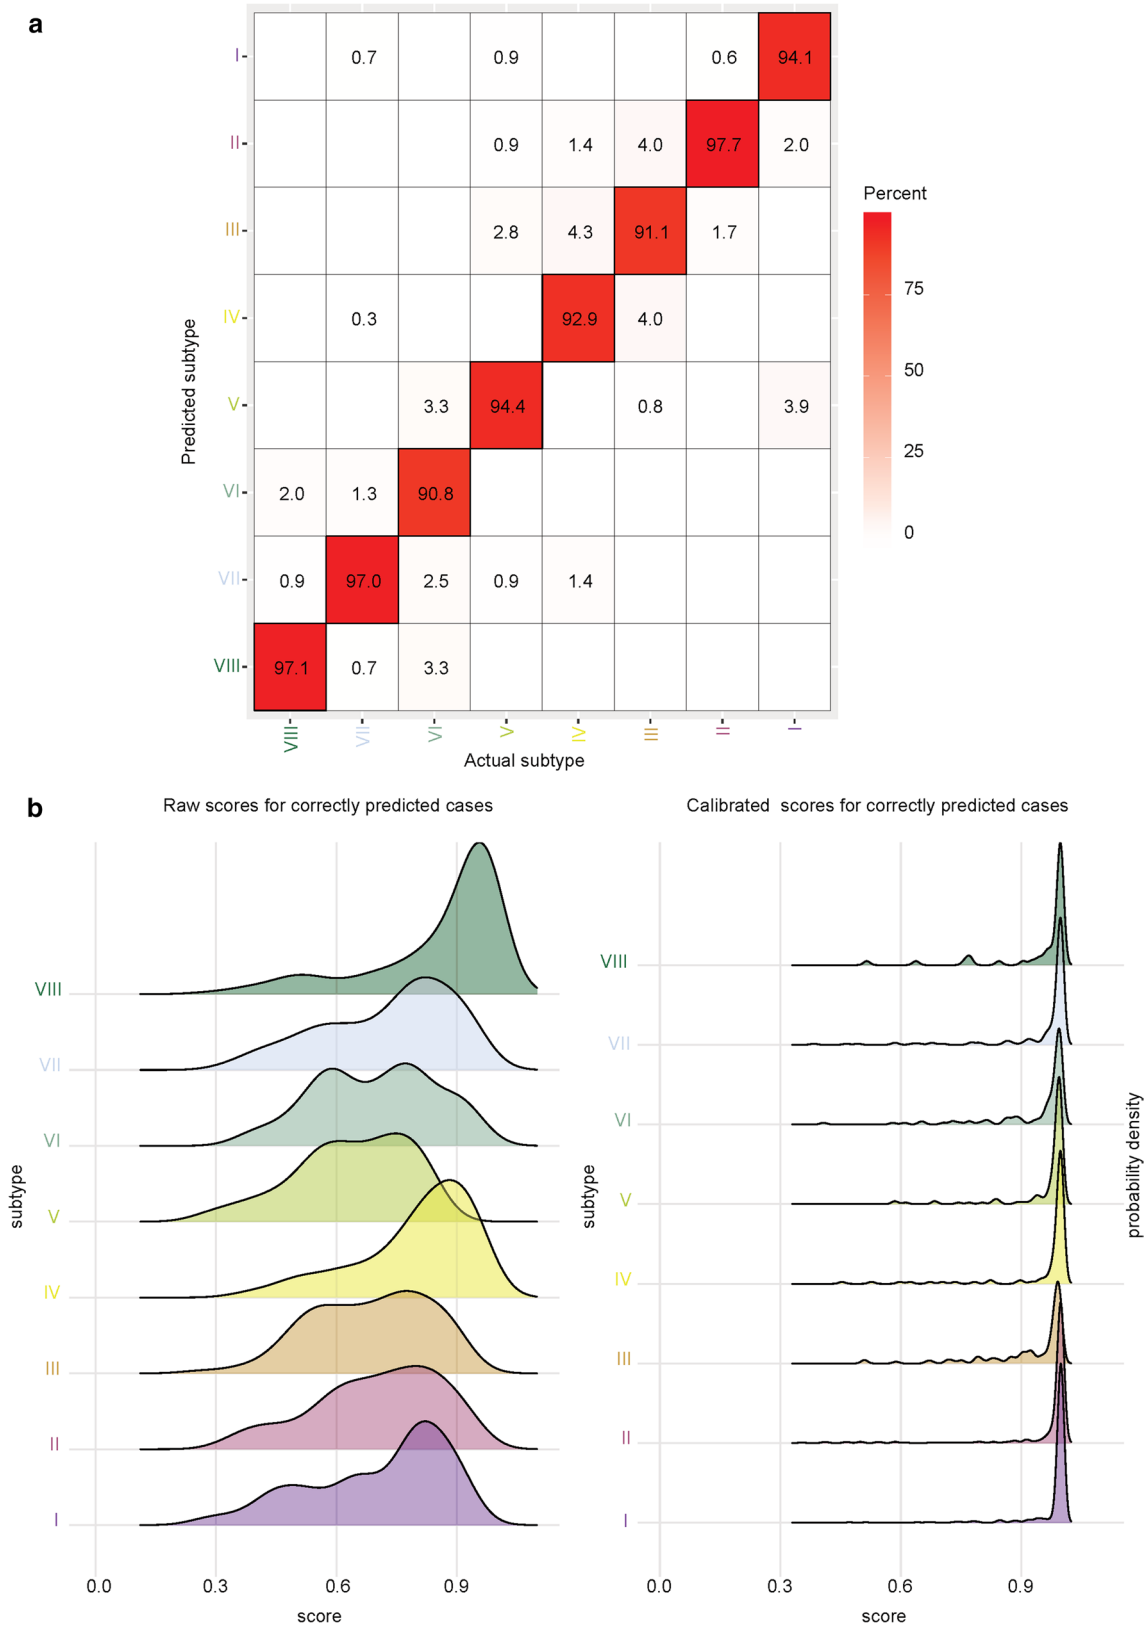 a
I 0.7 0.9 0.6 94.1
II 0.9 1.4 4.0 97.7 2.0
III 2.8 4.3 91.1 1.7
IV 0.3 92.9 4.0
V 3.3 94.4 0.8 3.9
VI 2.0 1.3 90.8
VII 0.9 97.0 2.5 0.9 1.4
VIII 97.1 0.7 3.3
VIII VII VI V IV III II I
Predicted subtype
Actual subtype
Percent
75
50
25
0
b
Raw scores for correctly predicted cases
VIII
VII
VI
V
IV
III
II
I
subtype
0.0 0.3 0.6 0.9
score
Calibrated scores for correctly predicted cases
VIII
VII
VI
V
IV
III
II
I
subtype
probability density
0.0 0.3 0.6 0.9
score